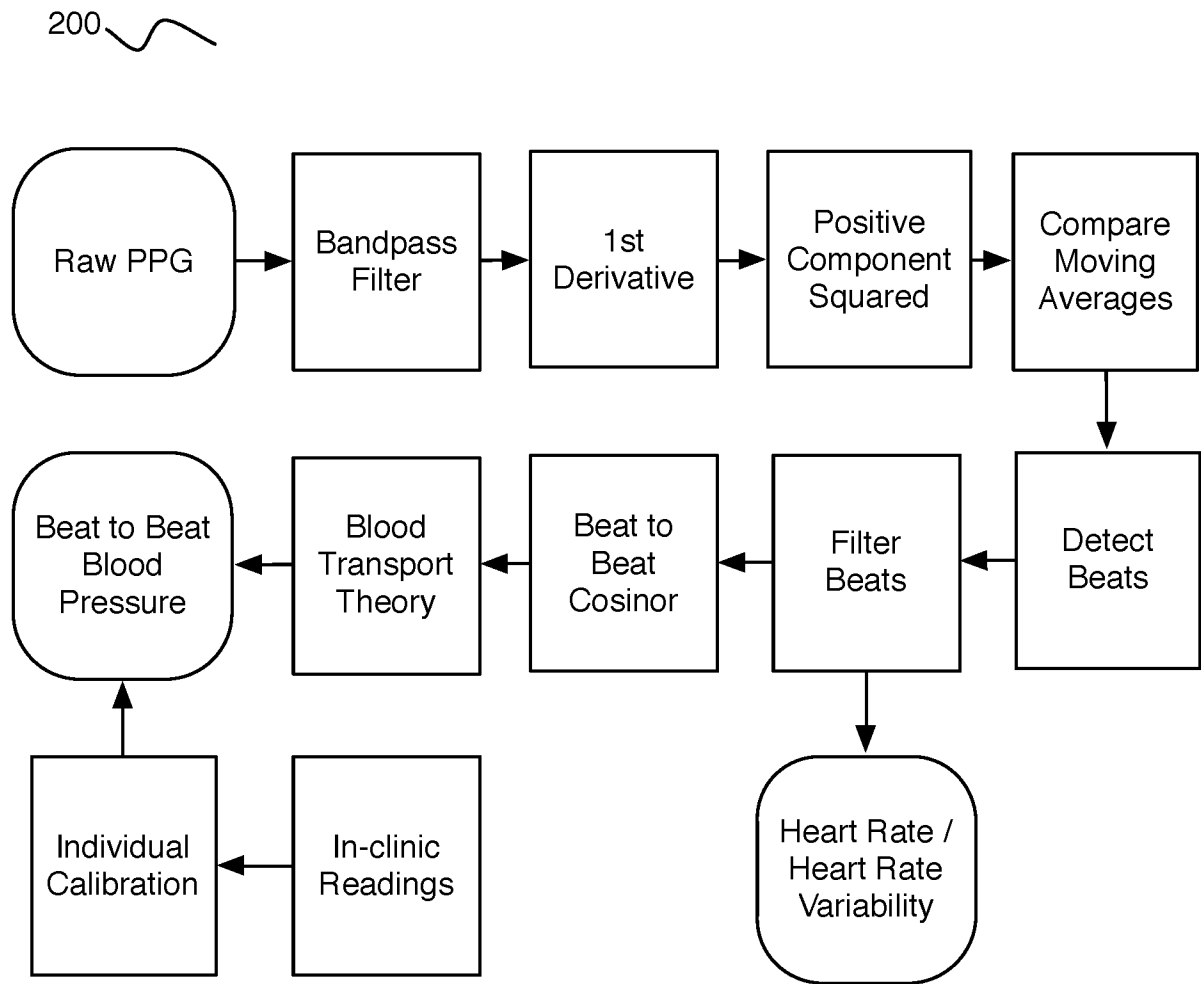 200
Raw PPG
Bandpass
Filter
1st
Derivative
Positive
Component
Squared
Compare
Moving
Averages
Beat to Beat
Blood
Pressure
Blood
Transport
Theory
Beat to
Beat
Cosinor
Filter
Beats
Detect
Beats
Individual
Calibration
In-clinic
Readings
Heart Rate /
Heart Rate
Variability